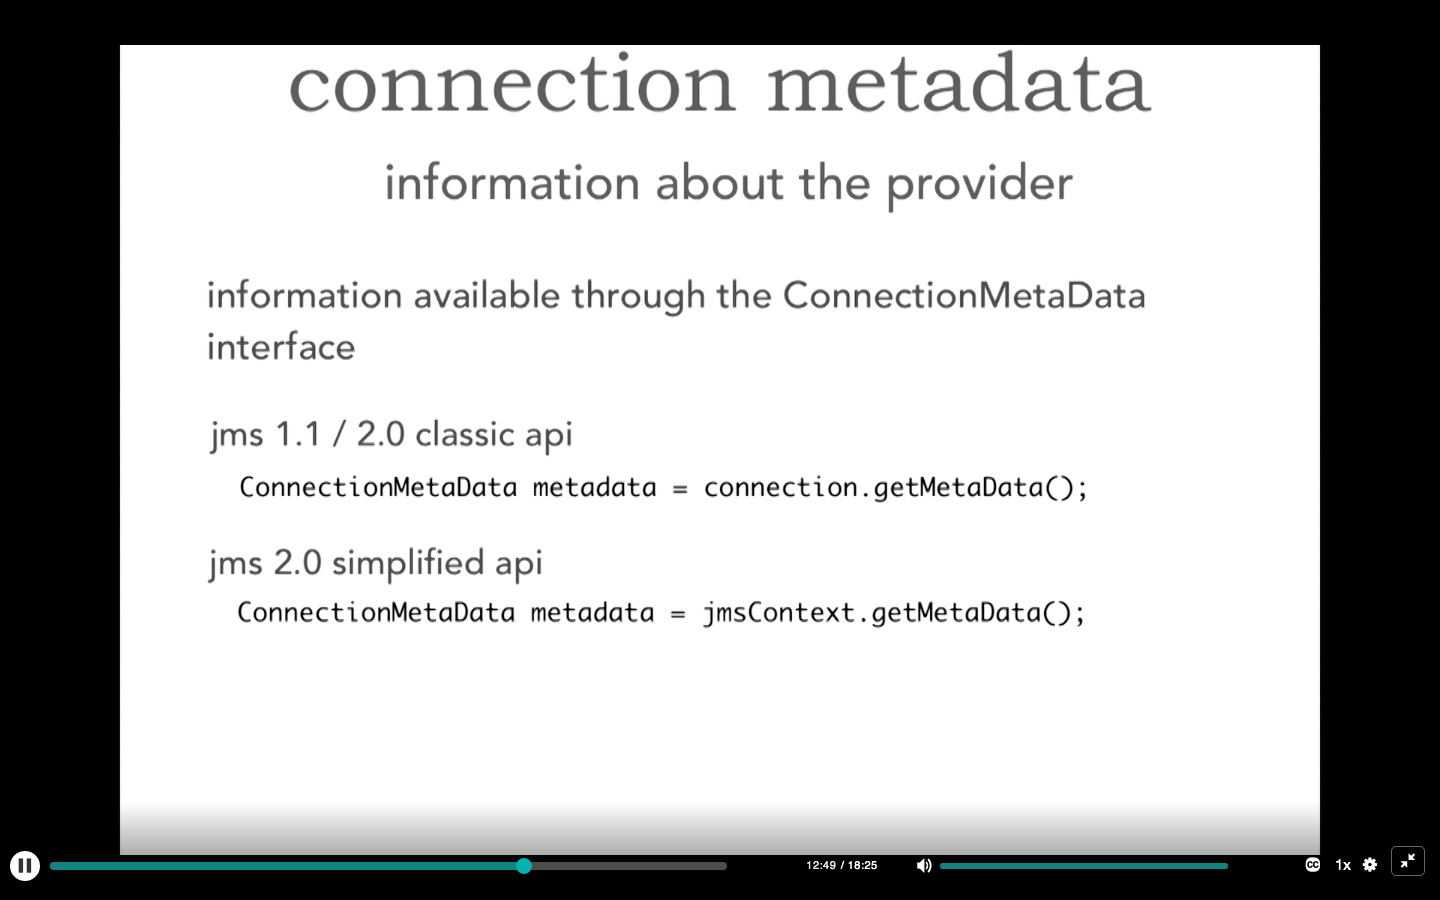 connection metadata
information about the provider
information available through the ConnectionMetaData
interface
jms 1.1 / 2.0 classic api
ConnectionMetaData metadata = connection.getMetaData();
jms 2.0 simplified api
ConnectionMetaData metadata = jmsContext.getMetaData();
12:49 / 18:25
CC
1x